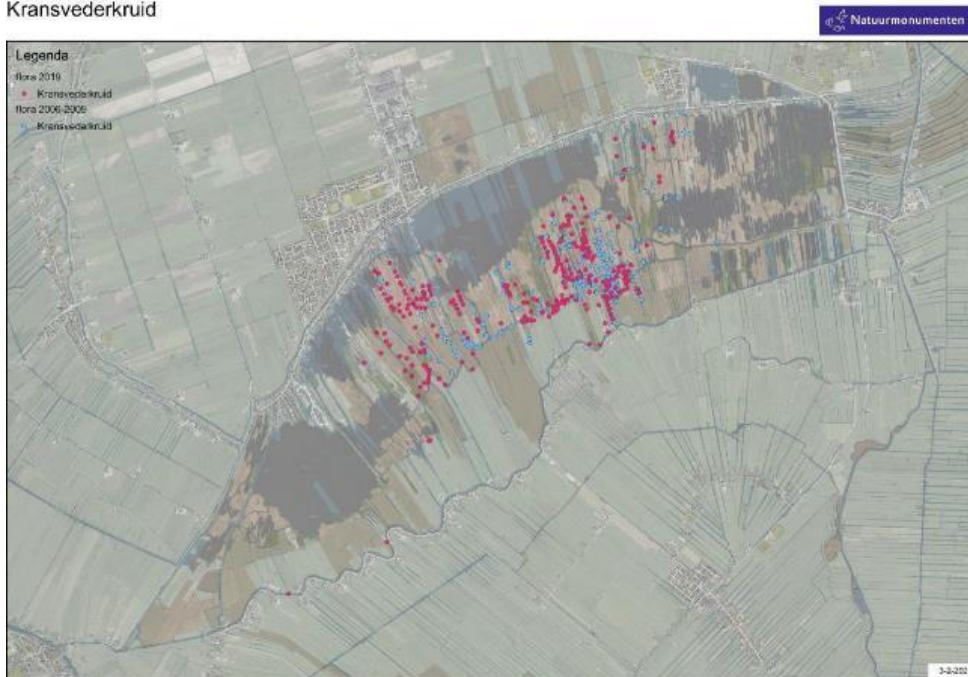 Kransvederkruid
Natuurmonumenten
Legenda
flora 2019
Kransvederkruid
flora 2006-2009
Kransvederkruid